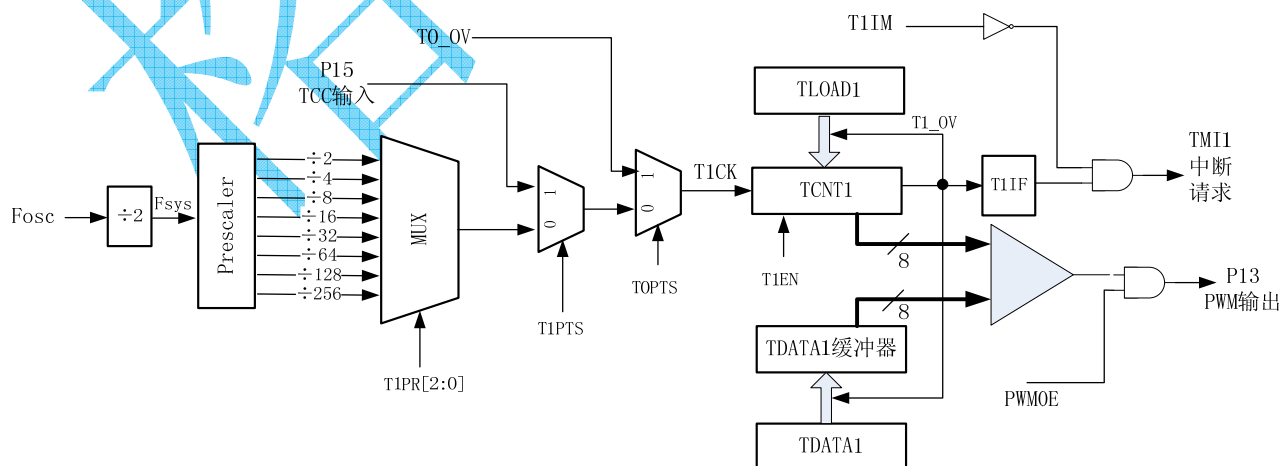 T1IM
T0_OV
P15
TCC输入
TLOAD1
T1_OV
TMI1
中断
请求
÷2
÷4
÷8
÷16
÷32
÷64
÷128
÷256
Prescaler
MUX
Fosc
÷2
Fsys
1
0
1
0
T1CK
TCNT1
T1IF
T1EN
8
T1PTS
T0PTS
8
P13
PWM输出
TDATA1缓冲器
T1PR[2:0]
PWMOE
TDATA1